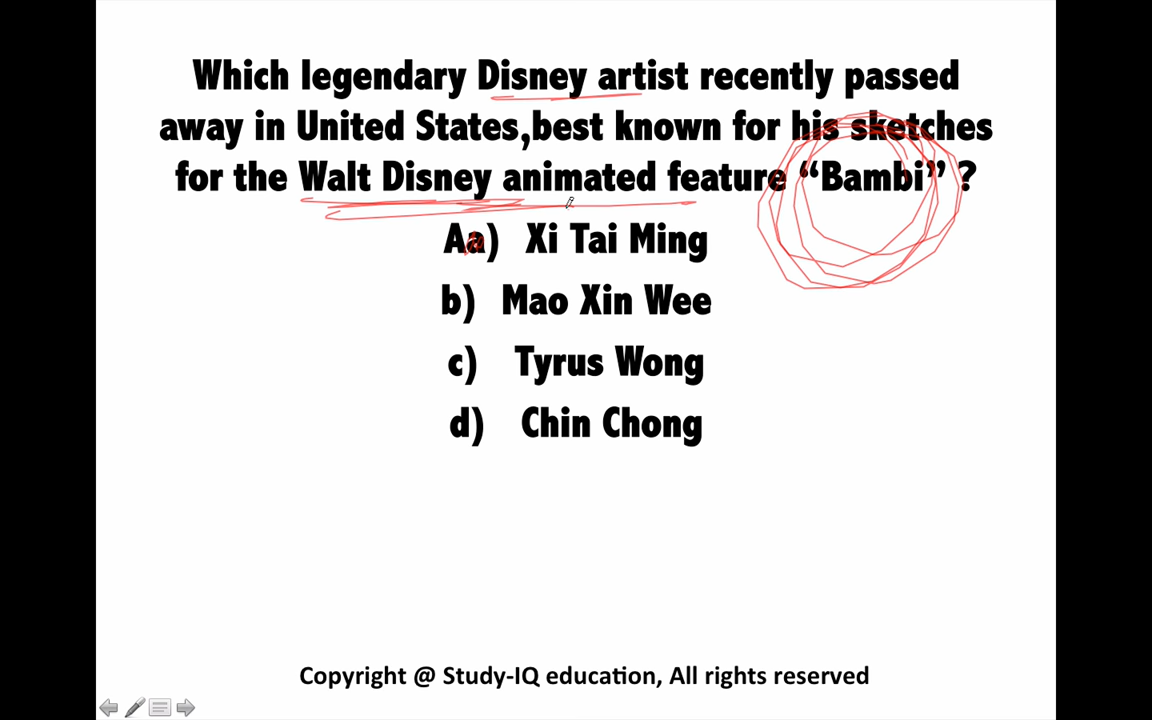 Which legendary Disney artist recently passed
away in United States,best known for his sketches
for the Walt Disney animated feature “Bambi” ?
Aa) Xi Tai Ming
b) Mao Xin Wee
c) Tyrus Wong
d) Chin Chong
Copyright @ Study-IQ education, All rights reserved